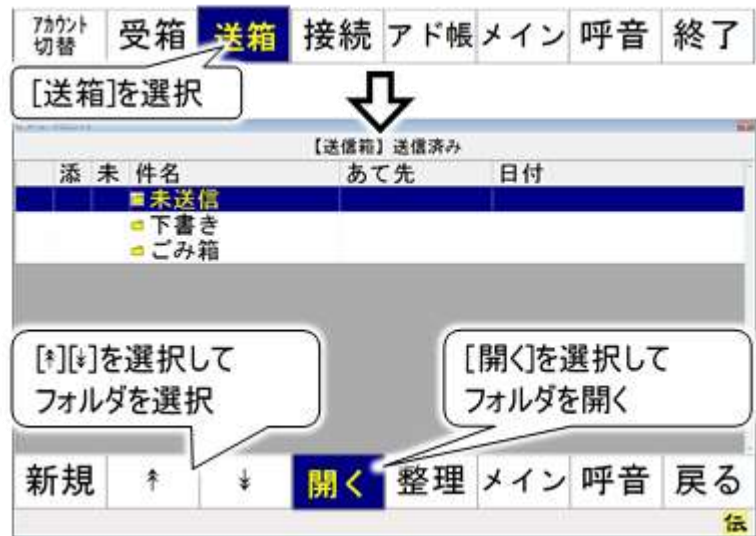 アカウント
切替 受箱 送箱 接続 アド帳 メイン 呼音 終了
[送箱]を選択
【送信箱】送信済み
添 未 件名 あて先 日付
未送信
下書き
ごみ箱
[↟][↡]を選択して
フォルダを選択
[開く]を選択して
フォルダを開く
新規 ↟ ↡ 開く 整理 メイン 呼音 戻る
伝